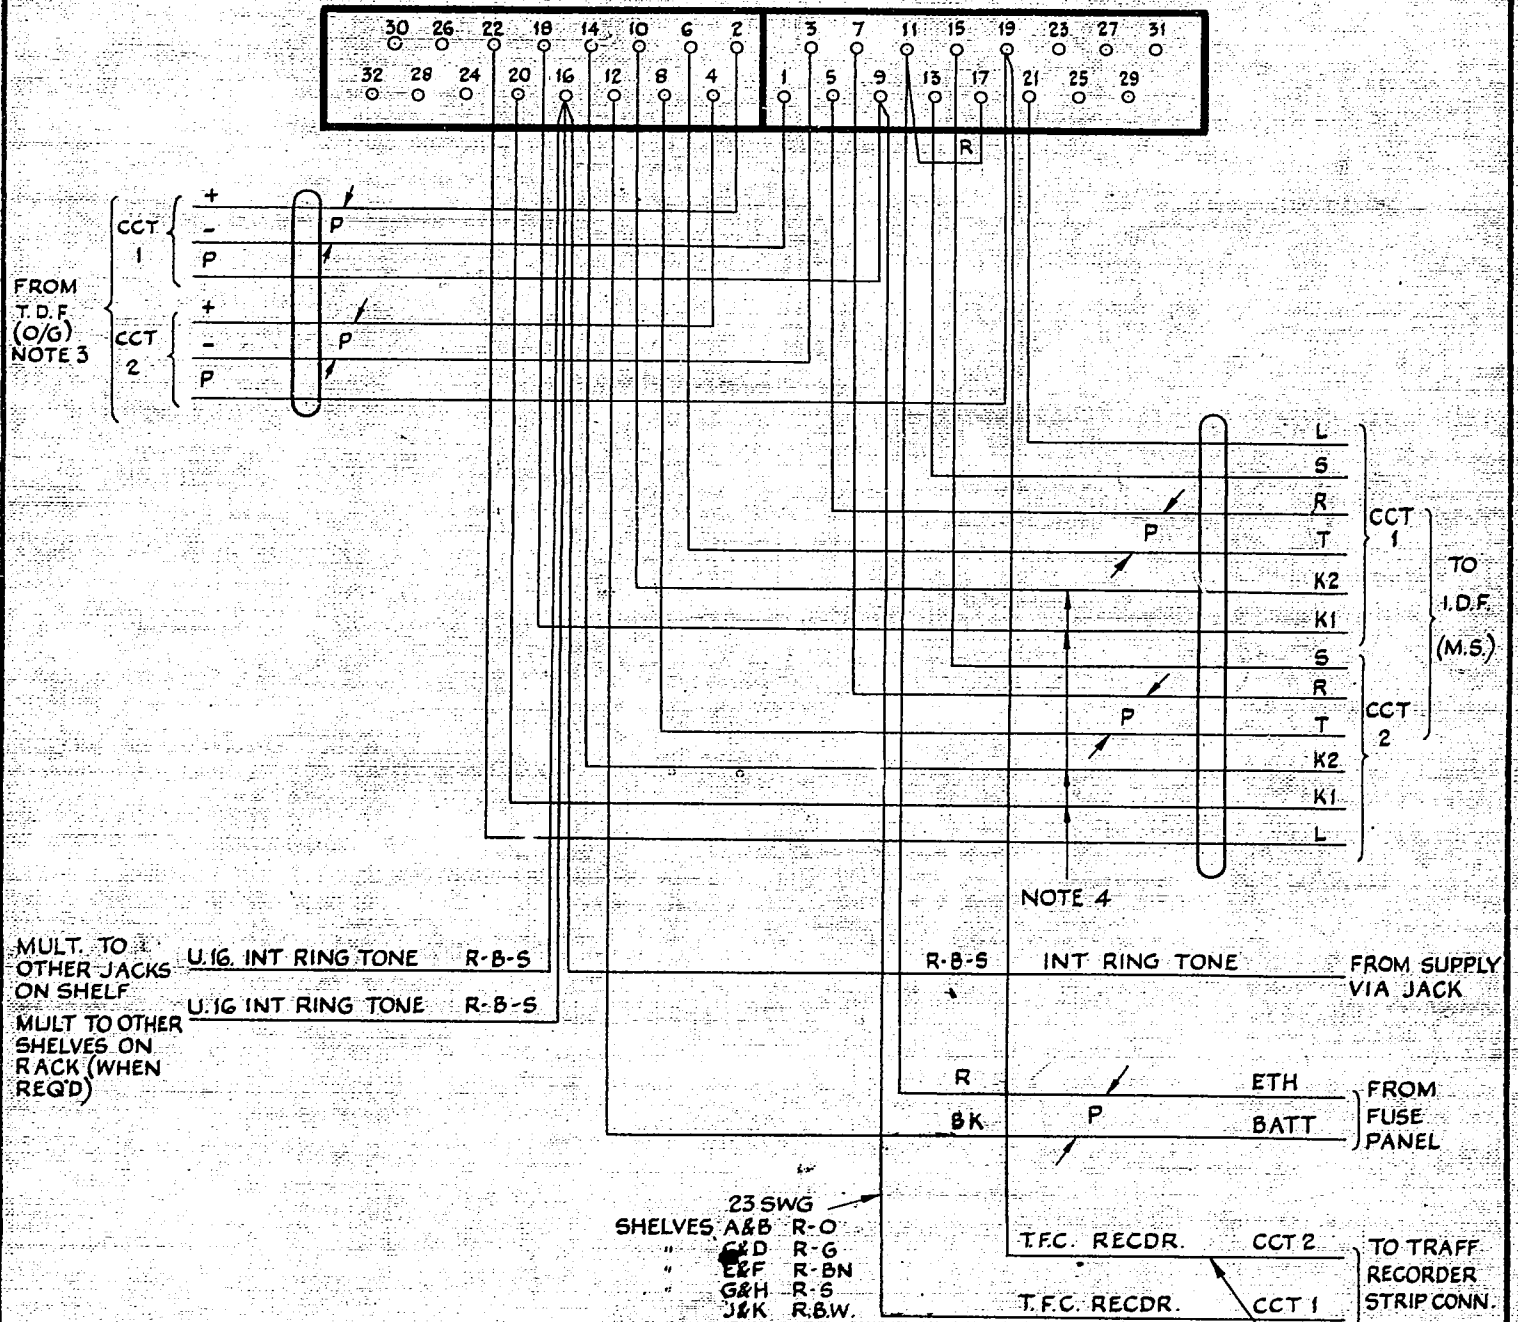 30 26 22 18 14 10 6 2 3 7 11 15 19 23 27 31
32 28 24 20 16 12 8 4 1 5 9 13 17 21 25 29
R
FROM
T.D.F.
(O/G)
NOTE 3
CCT
1
+
-
P
P
CCT
2
+
-
P
P
L
S
R
T
P
K2
K1
CCT
1
S
R
T
P
K2
K1
L
CCT
2
TO
I.D.F.
(M.S.)
NOTE 4
MULT. TO
OTHER JACKS
ON SHELF
U.16. INT RING TONE R-B-S
MULT TO OTHER
SHELVES ON
RACK (WHEN
REQ'D)
U.16 INT RING TONE R-B-S
R-B-S INT RING TONE
FROM SUPPLY
VIA JACK
R ETH
P
BK BATT
FROM
FUSE
PANEL
23 SWG
SHELVES A&B R-O
" C&D R-G
" E&F R-BN
" G&H R-S
J&K R.B.W.
T.F.C. RECDR. CCT 2
T.F.C. RECDR. CCT 1
TO TRAFF
RECORDER
STRIP CONN.